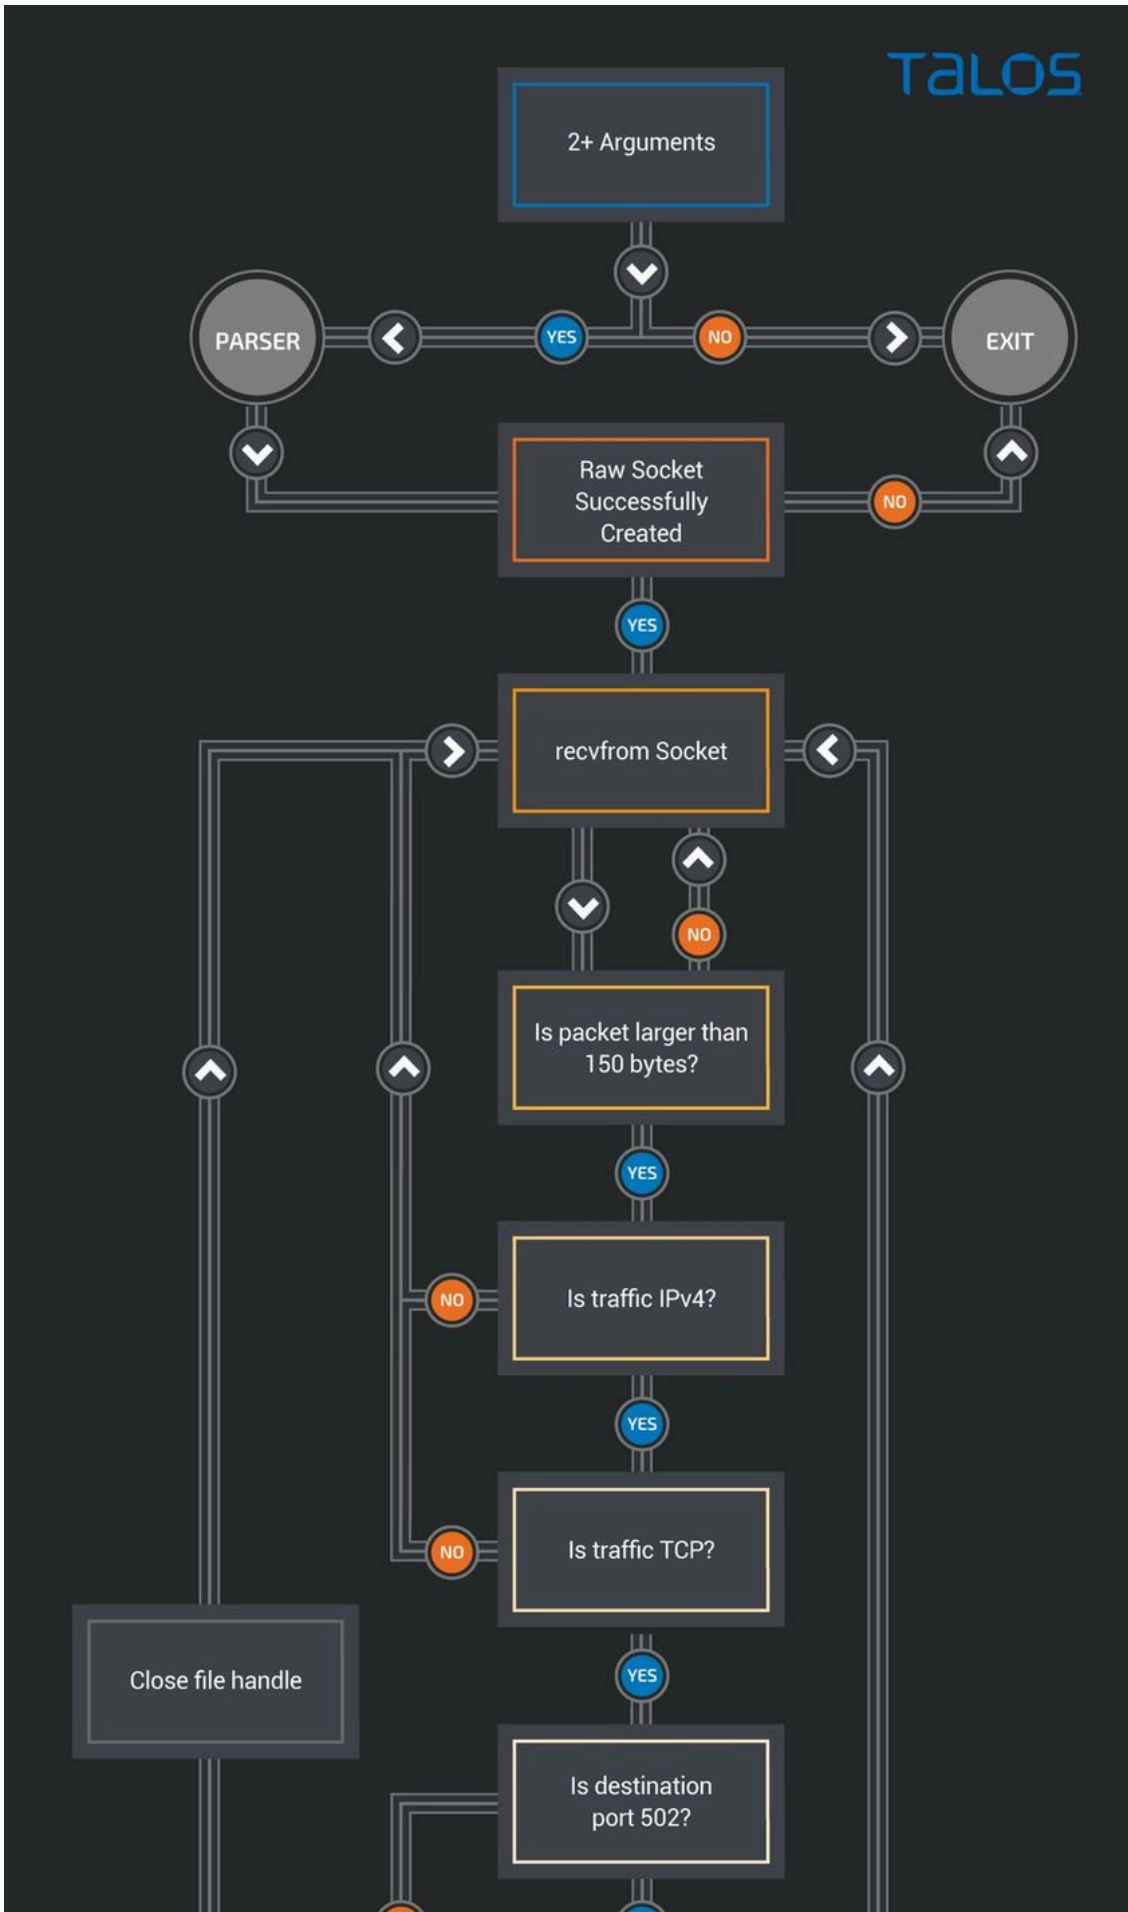 TALOS
2+ Arguments
PARSER
YES
NO
EXIT
Raw Socket
Successfully
Created
NO
YES
recvfrom Socket
NO
Is packet larger than
150 bytes?
YES
NO
Is traffic IPv4?
YES
NO
Is traffic TCP?
Close file handle
YES
Is destination
port 502?